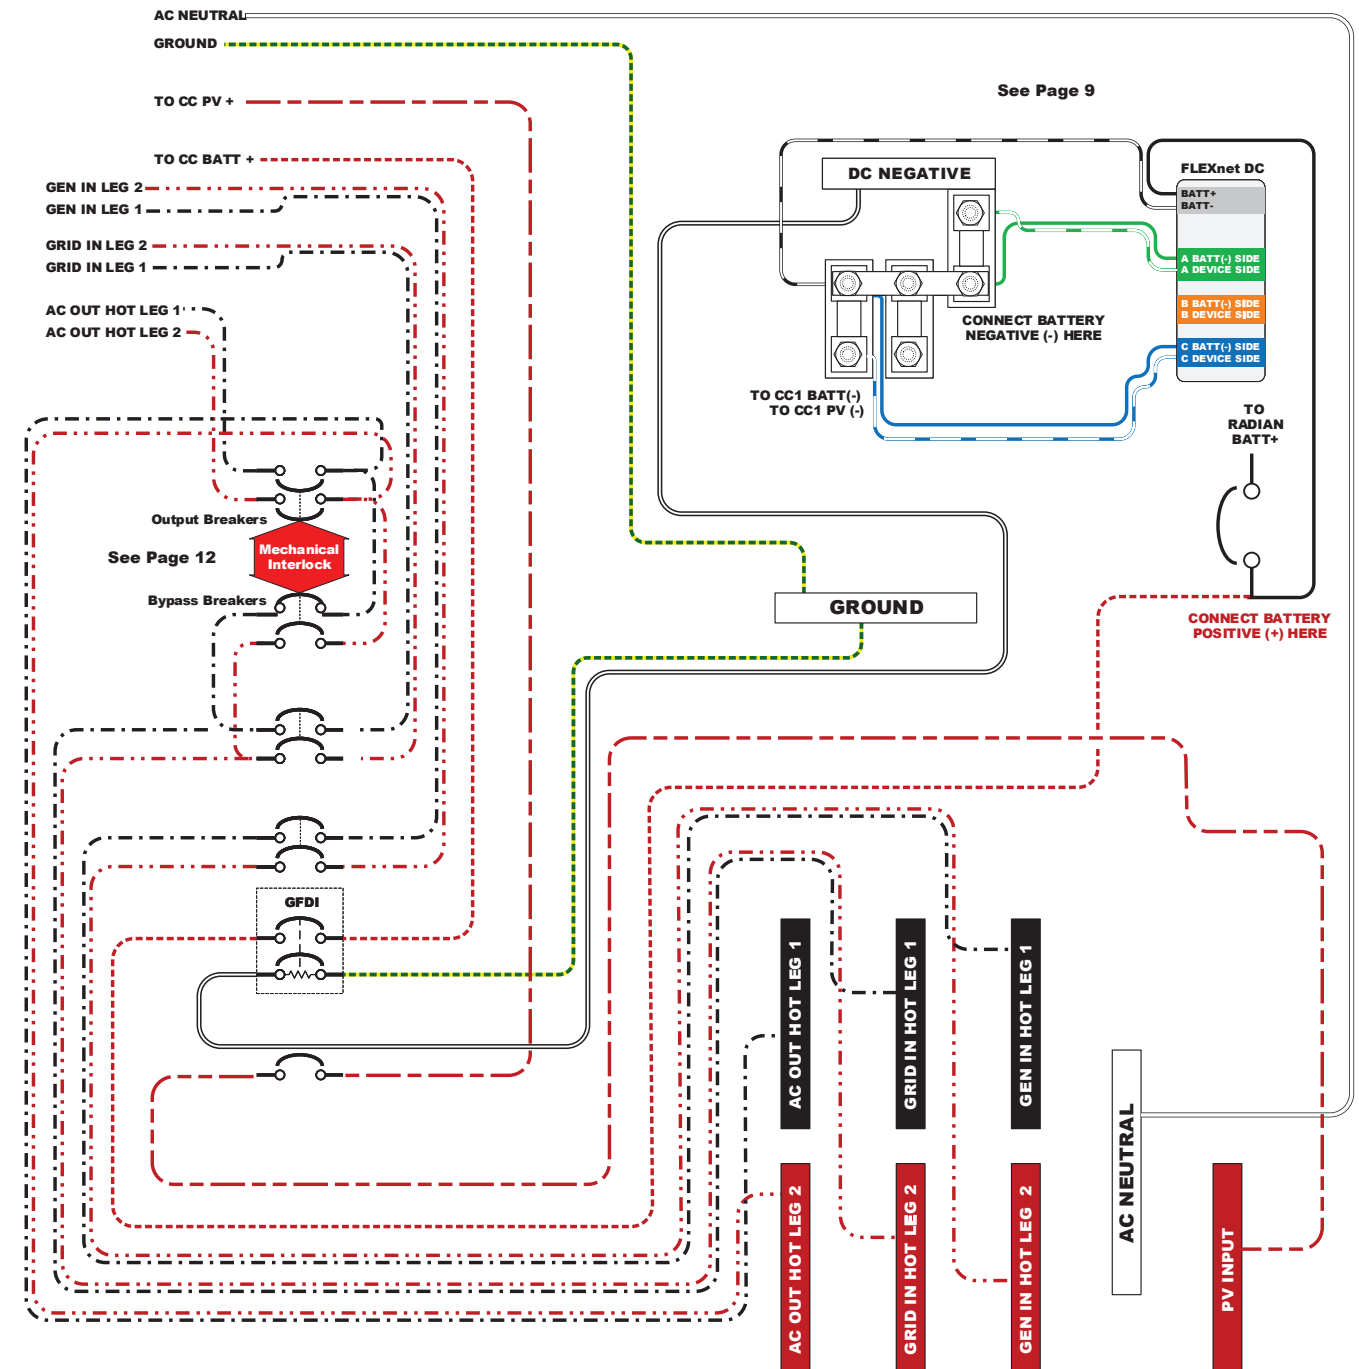 AC NEUTRAL
GROUND
TO CC PV +
TO CC BATT +
GEN IN LEG 2
GEN IN LEG 1
GRID IN LEG 2
GRID IN LEG 1
AC OUT HOT LEG 1
AC OUT HOT LEG 2
See Page 9
DC NEGATIVE
FLEXnet DC
BATT+
BATT-
A BATT(-) SIDE
A DEVICE SIDE
B BATT(-) SIDE
B DEVICE SIDE
C BATT(-) SIDE
C DEVICE SIDE
CONNECT BATTERY
NEGATIVE (-) HERE
TO CC1 BATT(-)
TO CC1 PV (-)
TO
RADIAN
BATT+
Output Breakers
See Page 12
Mechanical
Interlock
Bypass Breakers
GROUND
CONNECT BATTERY
POSITIVE (+) HERE
GFDI
AC OUT HOT LEG 1
GRID IN HOT LEG 1
GEN IN HOT LEG 1
AC OUT HOT LEG 2
GRID IN HOT LEG 2
GEN IN HOT LEG 2
AC NEUTRAL
PV INPUT